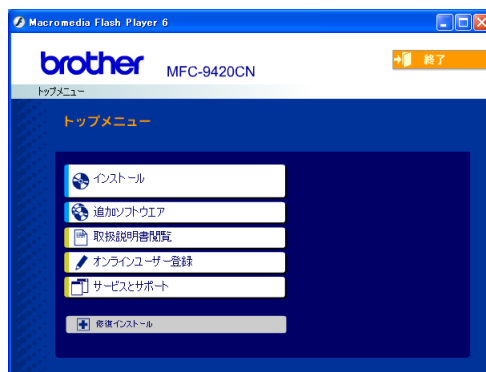 Macromedia Flash Player 6
brother MFC-9420CN
終了
トップメニュー
トップメニュー
インストール
追加ソフトウエア
取扱説明書閲覧
オンラインユーザー登録
サービスとサポート
修復インストール